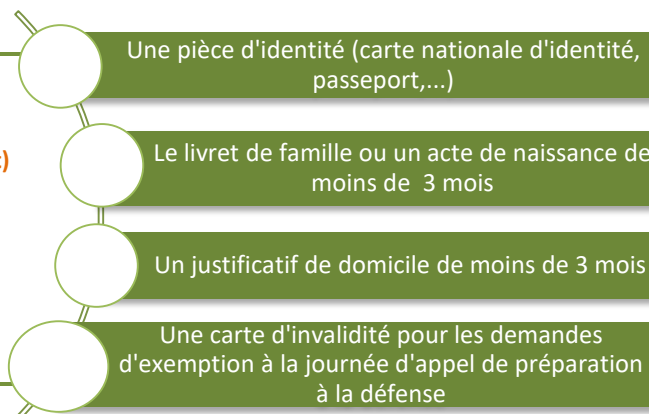 Une pièce d'identité (carte nationale d'identité,
passeport,...)
)
Le livret de famille ou un acte de naissance de
moins de 3 mois
Un justificatif de domicile de moins de 3 mois
Une carte d'invalidité pour les demandes
d'exemption à la journée d'appel de préparation
à la défense